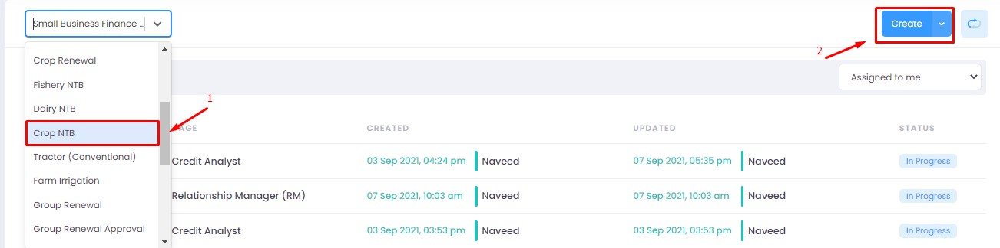 Small Business Finance ...
Create
2
Crop Renewal
Assigned to me
Fishery NTB
1
Dairy NTB
Crop NTB
AGE CREATED UPDATED STATUS
Tractor (Conventional)
Credit Analyst 03 Sep 2021, 04:24 pm Naveed 07 Sep 2021, 05:35 pm Naveed In Progress
Farm Irrigation
Relationship Manager (RM) 07 Sep 2021, 10:03 am Naveed 07 Sep 2021, 10:03 am Naveed In Progress
Group Renewal
Group Renewal Approval
Credit Analyst 03 Sep 2021, 03:53 pm Naveed 03 Sep 2021, 03:53 pm Naveed In Progress